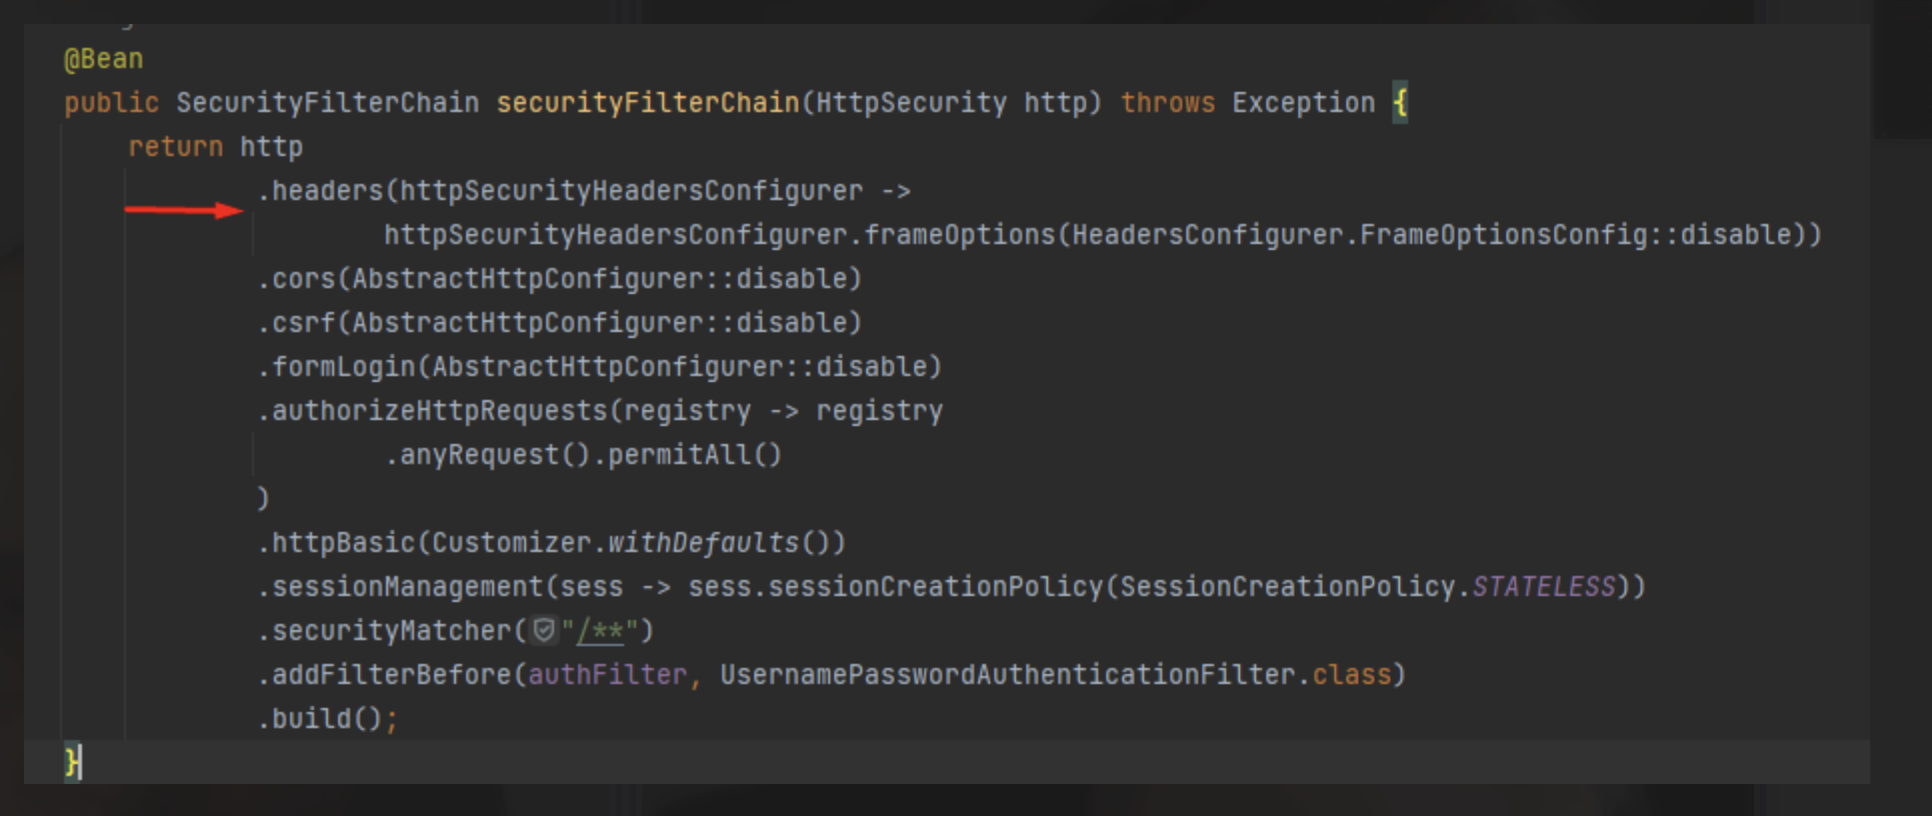 @Bean
public SecurityFilterChain securityFilterChain(HttpSecurity http) throws Exception {
return http
.headers(httpSecurityHeadersConfigurer ->
httpSecurityHeadersConfigurer.frameOptions(HeadersConfigurer.FrameOptionsConfig::disable))
.cors(AbstractHttpConfigurer::disable)
.csrf(AbstractHttpConfigurer::disable)
.formLogin(AbstractHttpConfigurer::disable)
.authorizeHttpRequests(registry -> registry
.anyRequest().permitAll()
)
.httpBasic(Customizer.withDefaults())
.sessionManagement(sess -> sess.sessionCreationPolicy(SessionCreationPolicy.STATELESS))
.securityMatcher("/**")
.addFilterBefore(authFilter, UsernamePasswordAuthenticationFilter.class)
.build();
}